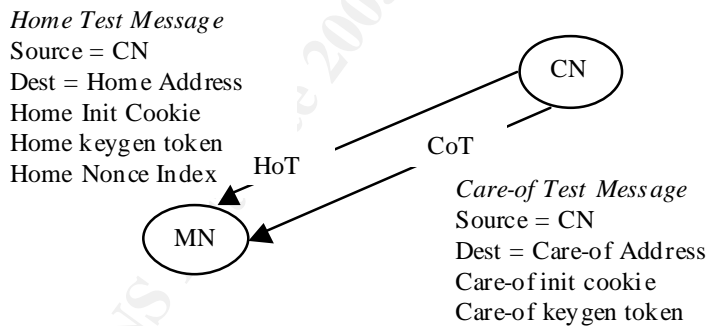 Home Test Message
Source = CN
Dest = Home Address
Home Init Cookie
Home keygen token
Home Nonce Index
HoT
CN
CoT
MN
Care-of Test Message
Source = CN
Dest = Care-of Address
Care-of init cookie
Care-of keygen token